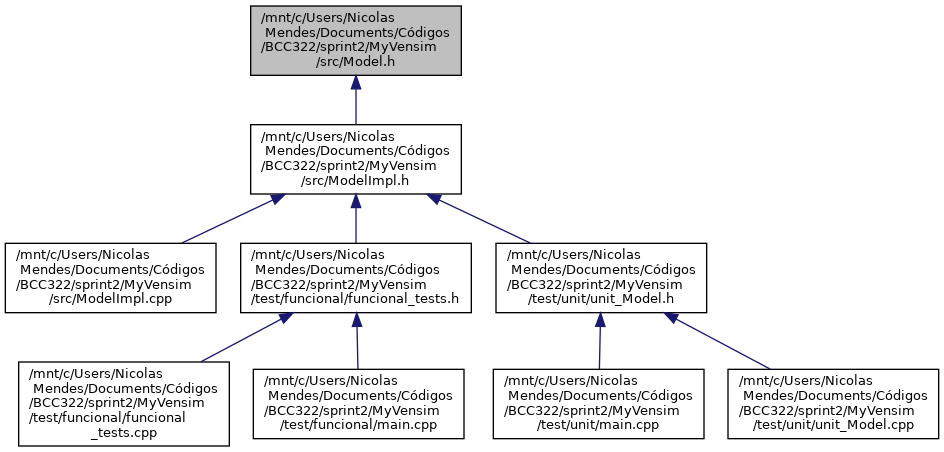 /mnt/c/Users/Nicolas
Mendes/Documents/Códigos
/BCC322/sprint2/MyVensim
/src/Model.h
/mnt/c/Users/Nicolas
Mendes/Documents/Códigos
/BCC322/sprint2/MyVensim
/src/ModelImpl.h
/mnt/c/Users/Nicolas
Mendes/Documents/Códigos
/BCC322/sprint2/MyVensim
/src/ModelImpl.cpp
/mnt/c/Users/Nicolas
Mendes/Documents/Códigos
/BCC322/sprint2/MyVensim
/test/funcional/funcional_tests.h
/mnt/c/Users/Nicolas
Mendes/Documents/Códigos
/BCC322/sprint2/MyVensim
/test/unit/unit_Model.h
/mnt/c/Users/Nicolas
Mendes/Documents/Códigos
/BCC322/sprint2/MyVensim
/test/funcional/funcional
_tests.cpp
/mnt/c/Users/Nicolas
Mendes/Documents/Códigos
/BCC322/sprint2/MyVensim
/test/funcional/main.cpp
/mnt/c/Users/Nicolas
Mendes/Documents/Códigos
/BCC322/sprint2/MyVensim
/test/unit/main.cpp
/mnt/c/Users/Nicolas
Mendes/Documents/Códigos
/BCC322/sprint2/MyVensim
/test/unit/unit_Model.cpp